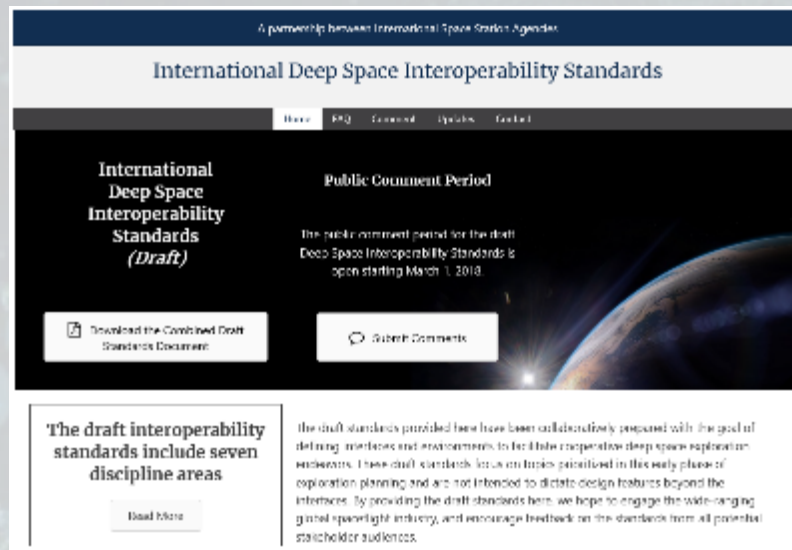 A partnership between International Space Station Agencies
International Deep Space Interoperability Standards
Home FAQ Comment Updates Contact
International
Deep Space
Interoperability
Standards
(Draft)
Public Comment Period
The public comment period for the draft
Deep Space Interoperability Standards is
open starting March 1, 2018.
Download the Combined Draft
Standards Document
Submit Comments
The draft interoperability
standards include seven
discipline areas
Read More
The draft standards provided here have been collaboratively prepared with the goal of
defining interfaces and environments to facilitate cooperative deep space exploration
endeavors. These draft standards focus on topics prioritized in this early phase of
exploration planning and are not intended to dictate design features beyond the
interfaces. By providing the draft standards here, we hope to engage the wide-ranging
global spaceflight industry, and encourage feedback on the standards from all potential
stakeholder audiences.